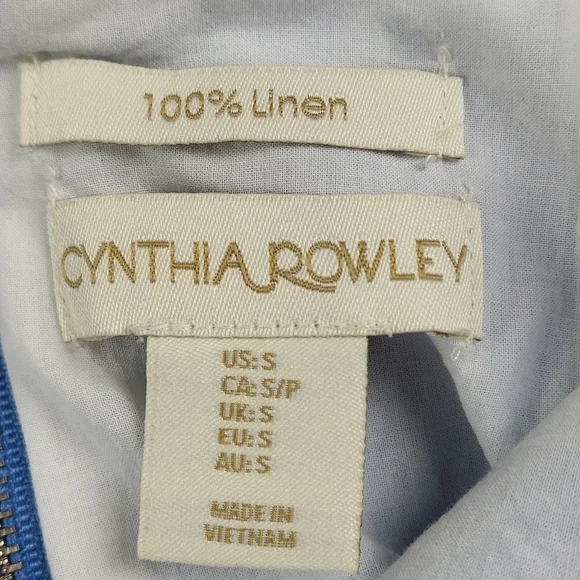 100% Linen
CYNTHIA ROWLEY
US: S
CA: S/P
UK: S
EU: S
AU: S
MADE IN
VIETNAM